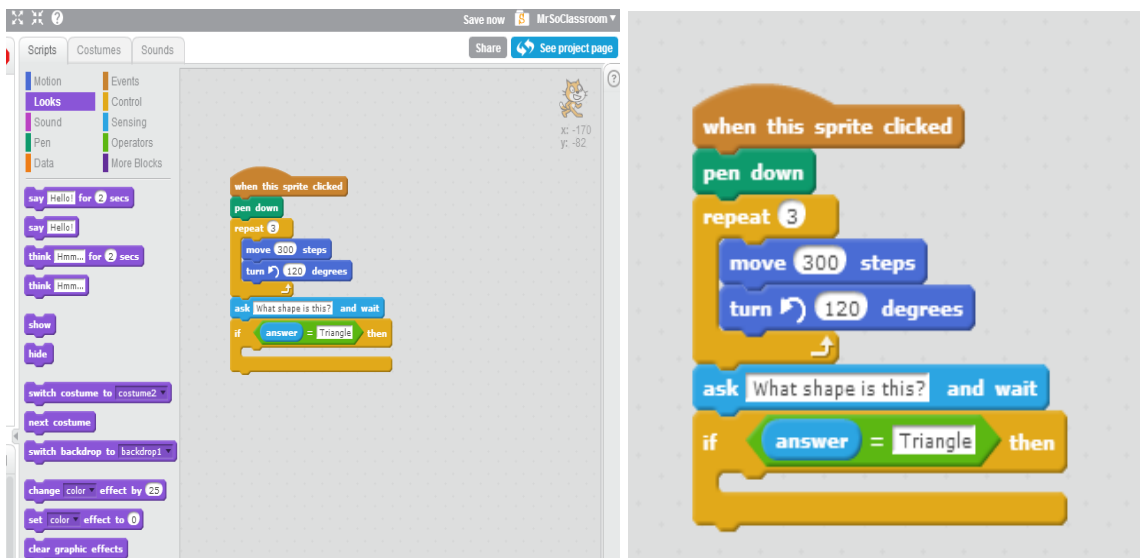 Save now MrSoClassroom ▼
Scripts Costumes Sounds
Share See project page
Motion Events
Looks Control
Sound Sensing
Pen Operators
Data More Blocks
x: -170
y: -82
say Hello! for 2 secs
say Hello!
think Hmm... for 2 secs
think Hmm...
show
hide
switch costume to costume2
next costume
switch backdrop to backdrop1
change color effect by 25
set color effect to 0
clear graphic effects
when this sprite clicked
pen down
repeat 3
move 300 steps
turn 120 degrees
ask What shape is this? and wait
if answer = Triangle then
when this sprite clicked
pen down
repeat 3
move 300 steps
turn 120 degrees
ask What shape is this? and wait
if answer = Triangle then